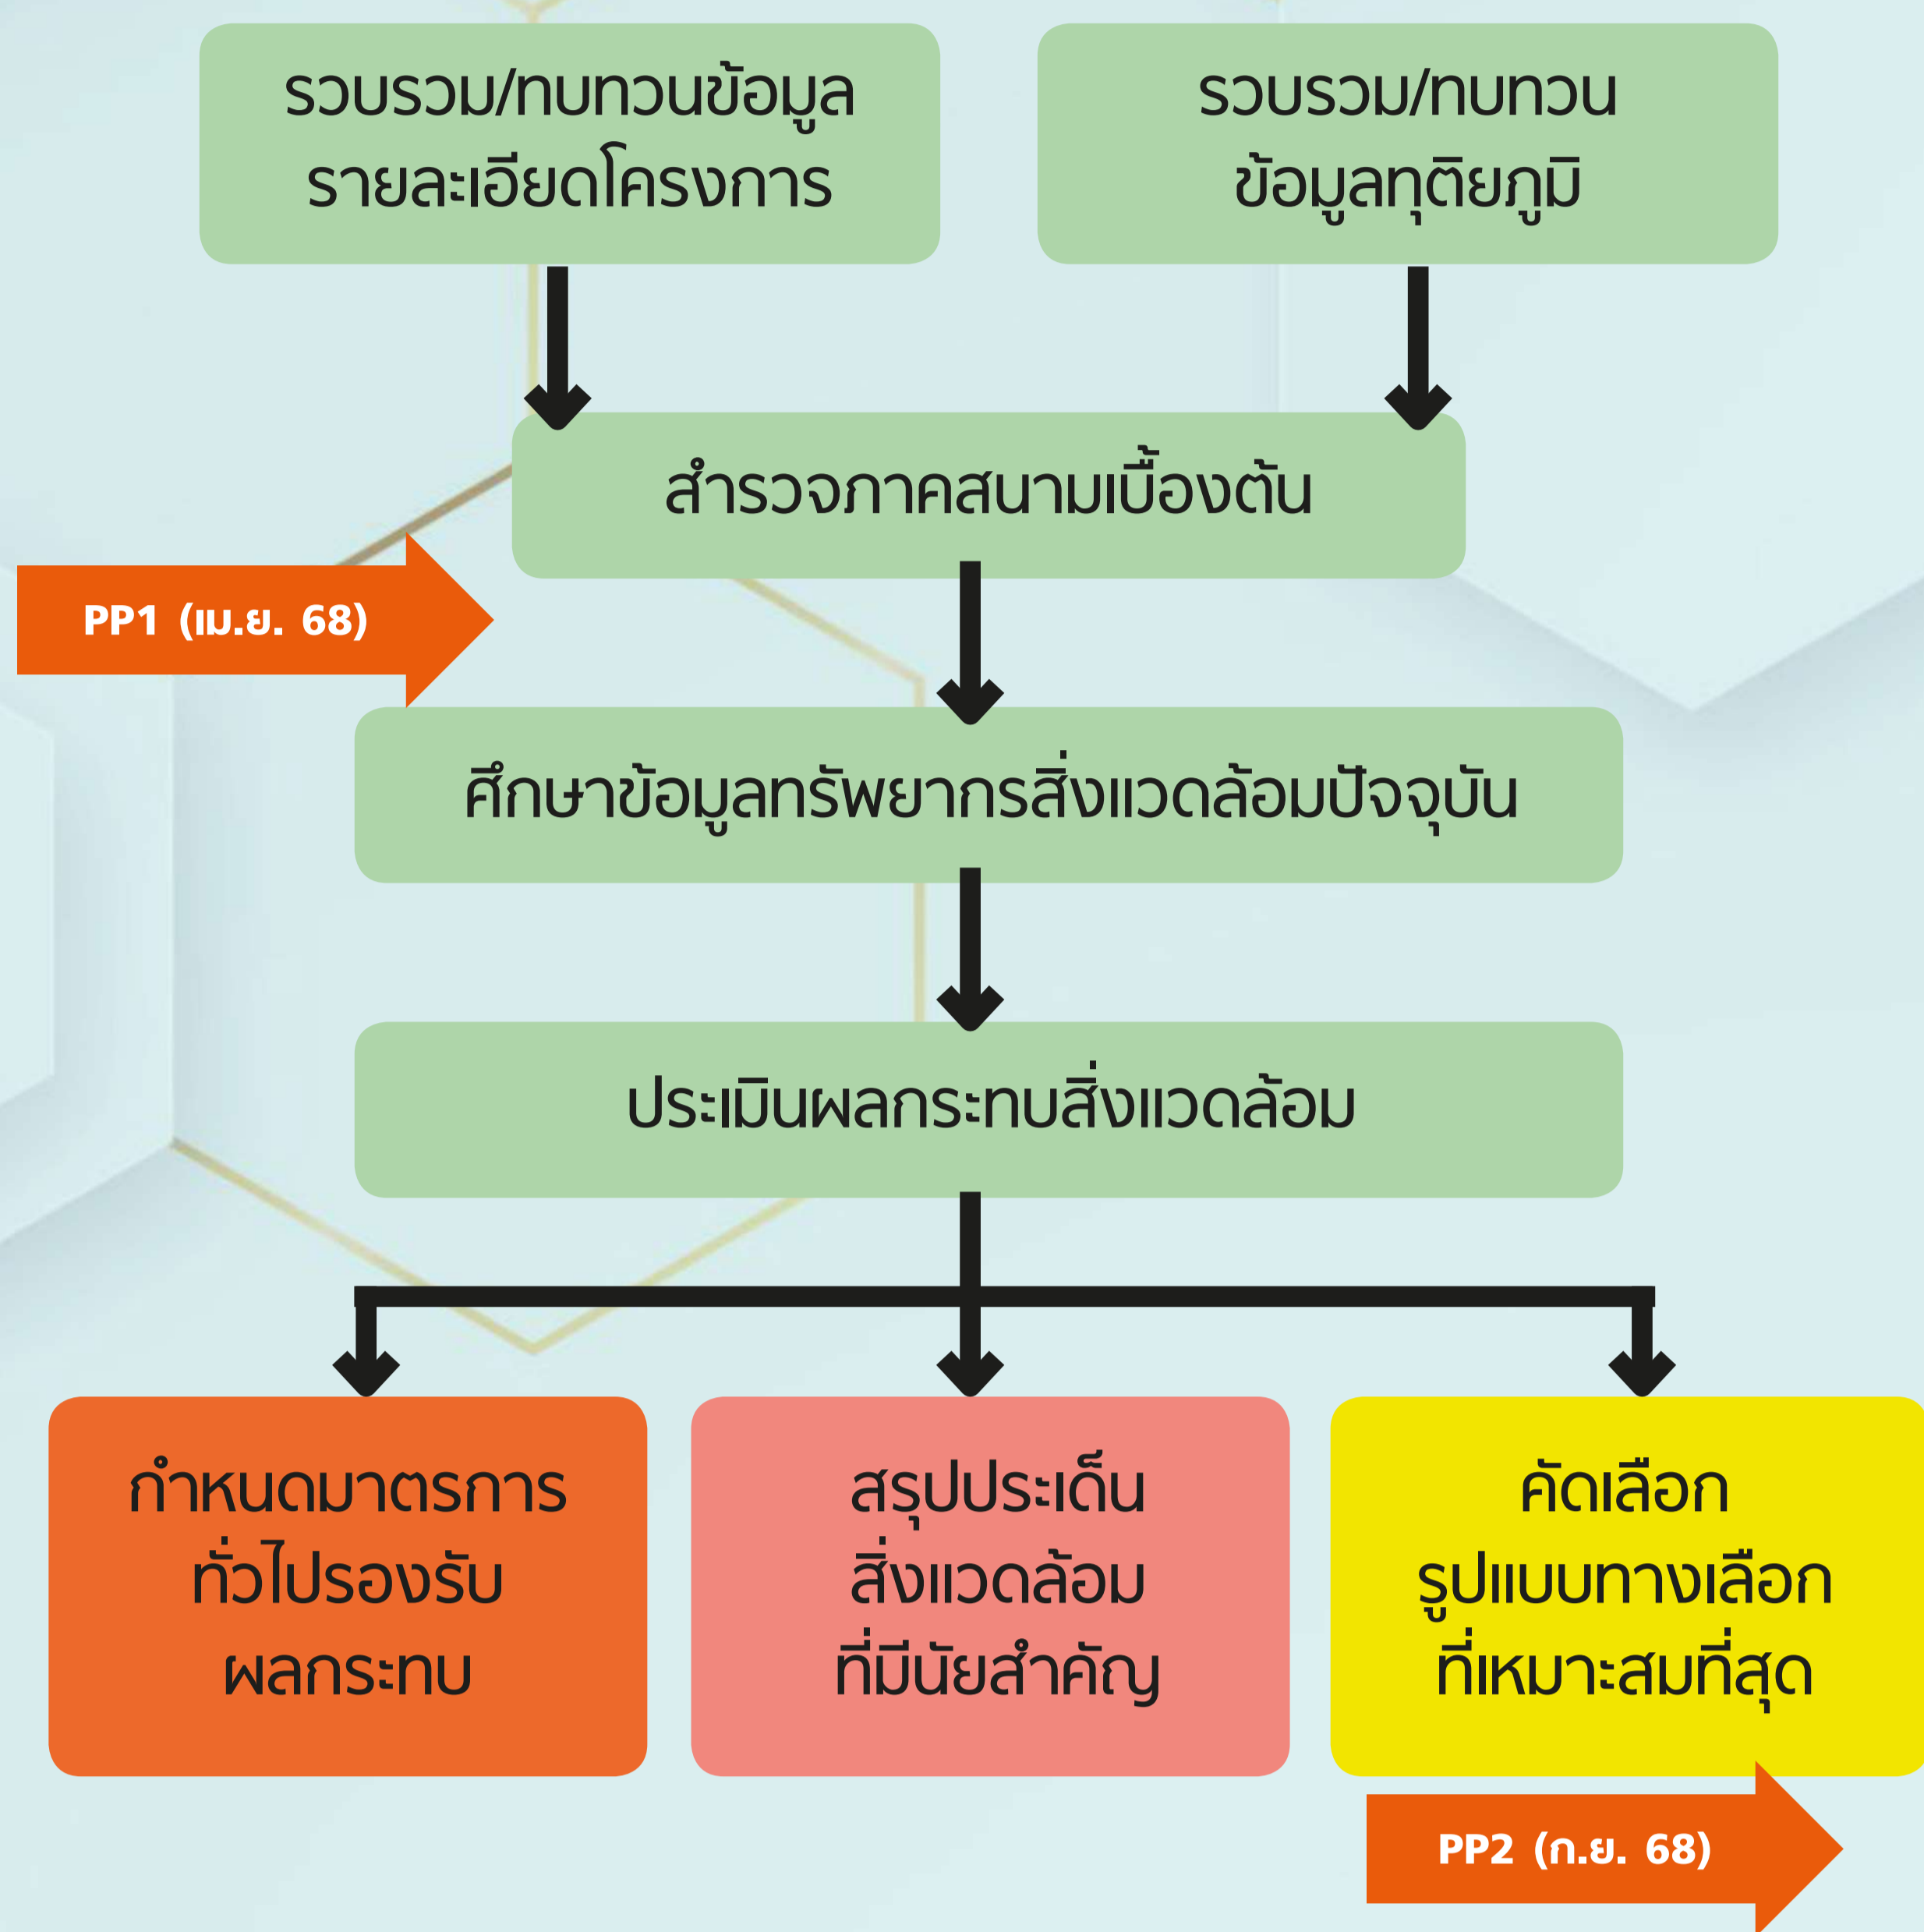 รวบรวม/ทบทวนข้อมูล
รายละเอียดโครงการ
รวบรวม/ทบทวน
ข้อมูลทุติยภูมิ
สำรวจภาคสนามเบื้องต้น
PP1 (เม.ย. 68)
ศึกษาข้อมูลทรัพยากรสิ่งแวดล้อมปัจจุบัน
ประเมินผลกระทบสิ่งแวดล้อม
กำหนดมาตรการ
ทั่วไปรองรับ
ผลกระทบ
สรุปประเด็น
สิ่งแวดล้อม
ที่มีนัยสำคัญ
คัดเลือก
รูปแบบทางเลือก
ที่เหมาะสมที่สุด
PP2 (ก.ย. 68)